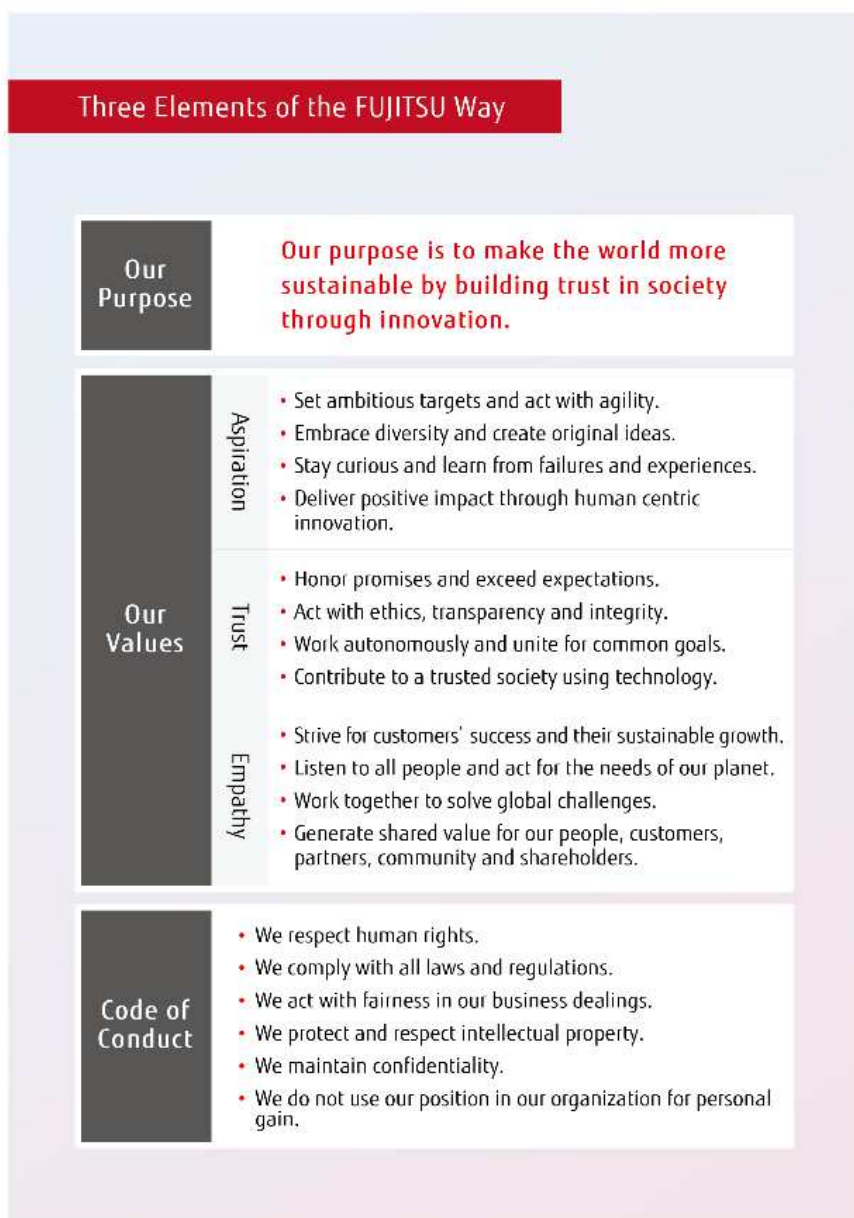 Three Elements of the FUJITSU Way
Our
Purpose
Our purpose is to make the world more
sustainable by building trust in society
through innovation.
Our
Values
Aspiration
• Set ambitious targets and act with agility.
• Embrace diversity and create original ideas.
• Stay curious and learn from failures and experiences.
• Deliver positive impact through human centric
innovation.
Trust
• Honor promises and exceed expectations.
• Act with ethics, transparency and integrity.
• Work autonomously and unite for common goals.
• Contribute to a trusted society using technology.
Empathy
• Strive for customers' success and their sustainable growth.
• Listen to all people and act for the needs of our planet.
• Work together to solve global challenges.
• Generate shared value for our people, customers,
partners, community and shareholders.
Code of
Conduct
• We respect human rights.
• We comply with all laws and regulations.
• We act with fairness in our business dealings.
• We protect and respect intellectual property.
• We maintain confidentiality.
• We do not use our position in our organization for personal
gain.